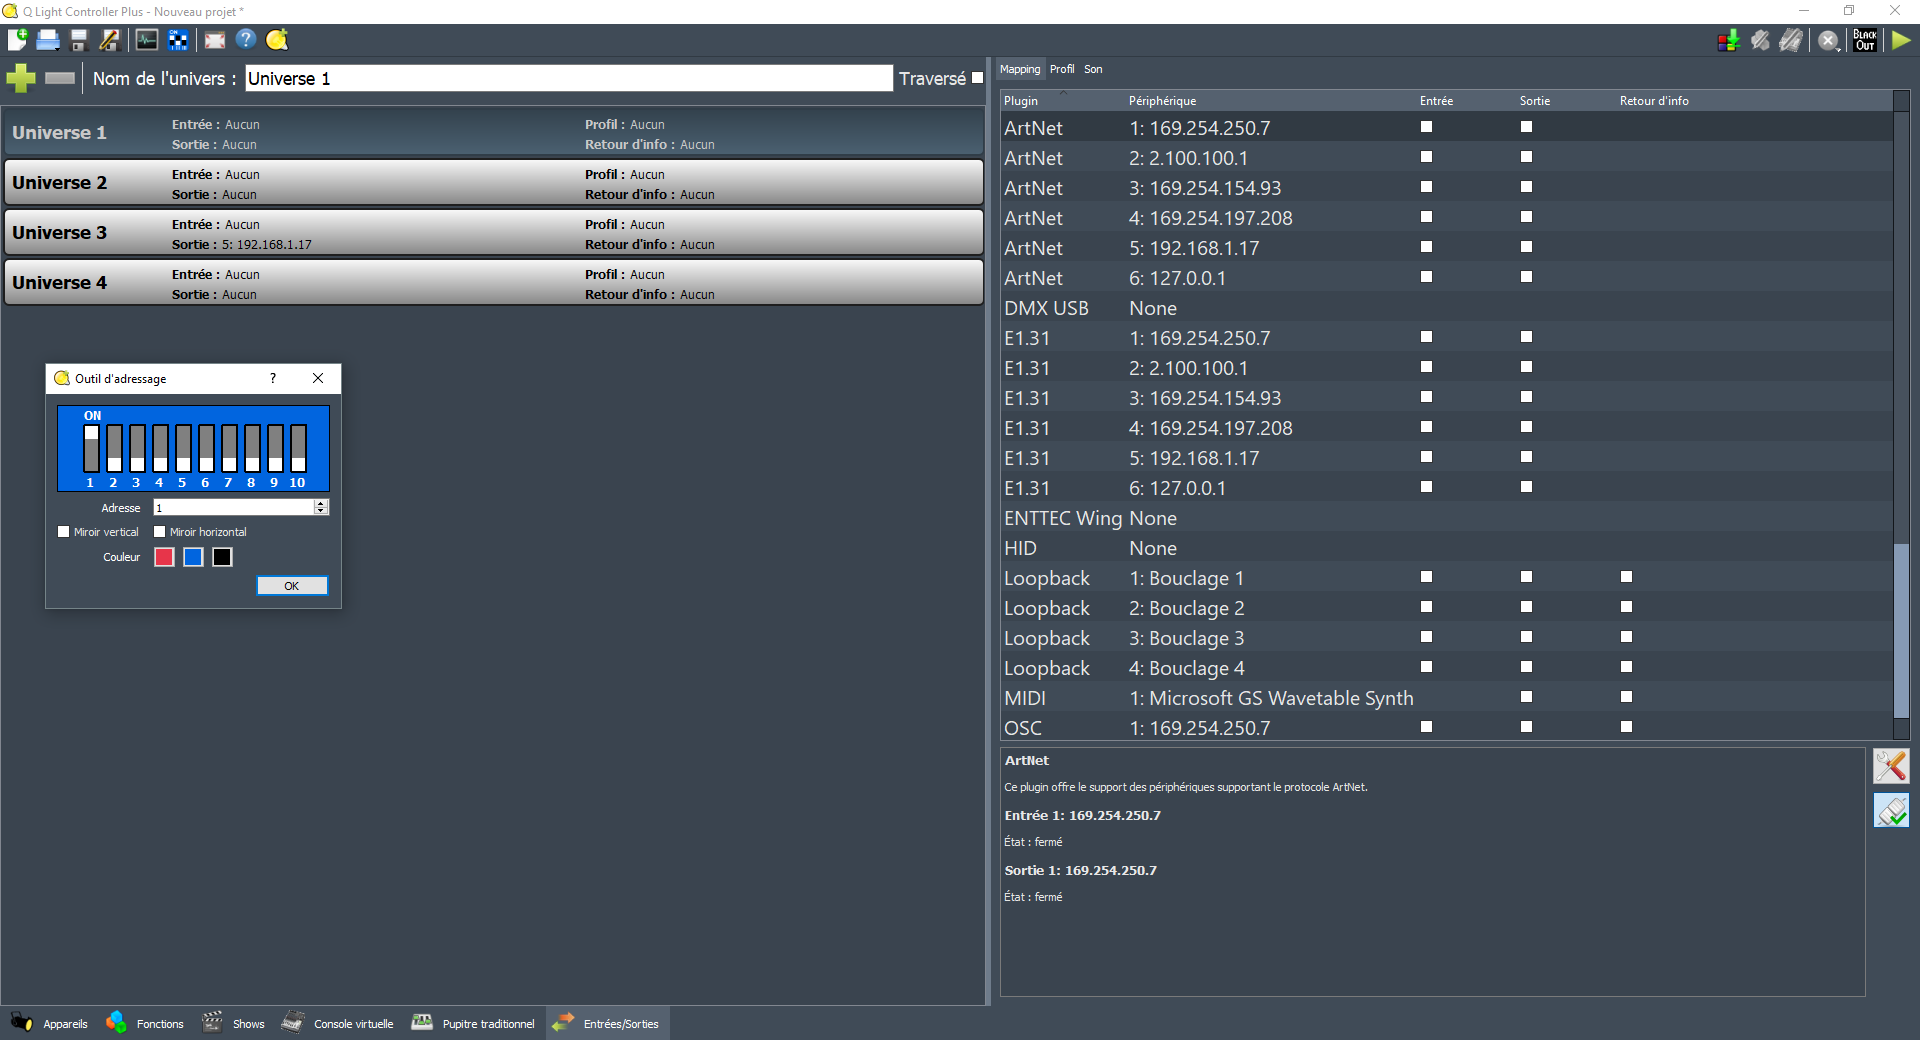 Q Light Controller Plus - Nouveau projet *
ON
BLACK
OUT
Nom de l'univers : Universe 1 Traversé
Universe 1 Entrée : Aucun Profil : Aucun
Sortie : Aucun Retour d'info : Aucun
Universe 2 Entrée : Aucun Profil : Aucun
Sortie : Aucun Retour d'info : Aucun
Universe 3 Entrée : Aucun Profil : Aucun
Sortie : 5: 192.168.1.17 Retour d'info : Aucun
Universe 4 Entrée : Aucun Profil : Aucun
Sortie : Aucun Retour d'info : Aucun
Outil d'adressage ?
ON
1 2 3 4 5 6 7 8 9 10
Adresse 1
Miroir vertical Miroir horizontal
Couleur
OK
Mapping Profil Son
Plugin Périphérique Entrée Sortie Retour d'info
ArtNet 1: 169.254.250.7
ArtNet 2: 2.100.100.1
ArtNet 3: 169.254.154.93
ArtNet 4: 169.254.197.208
ArtNet 5: 192.168.1.17
ArtNet 6: 127.0.0.1
DMX USB None
E1.31 1: 169.254.250.7
E1.31 2: 2.100.100.1
E1.31 3: 169.254.154.93
E1.31 4: 169.254.197.208
E1.31 5: 192.168.1.17
E1.31 6: 127.0.0.1
ENTTEC Wing None
HID None
Loopback 1: Bouclage 1
Loopback 2: Bouclage 2
Loopback 3: Bouclage 3
Loopback 4: Bouclage 4
MIDI 1: Microsoft GS Wavetable Synth
OSC 1: 169.254.250.7
ArtNet
Ce plugin offre le support des périphériques supportant le protocole ArtNet.
Entrée 1: 169.254.250.7
État : fermé
Sortie 1: 169.254.250.7
État : fermé
Appareils Fonctions Shows Console virtuelle Pupitre traditionnel Entrées/Sorties